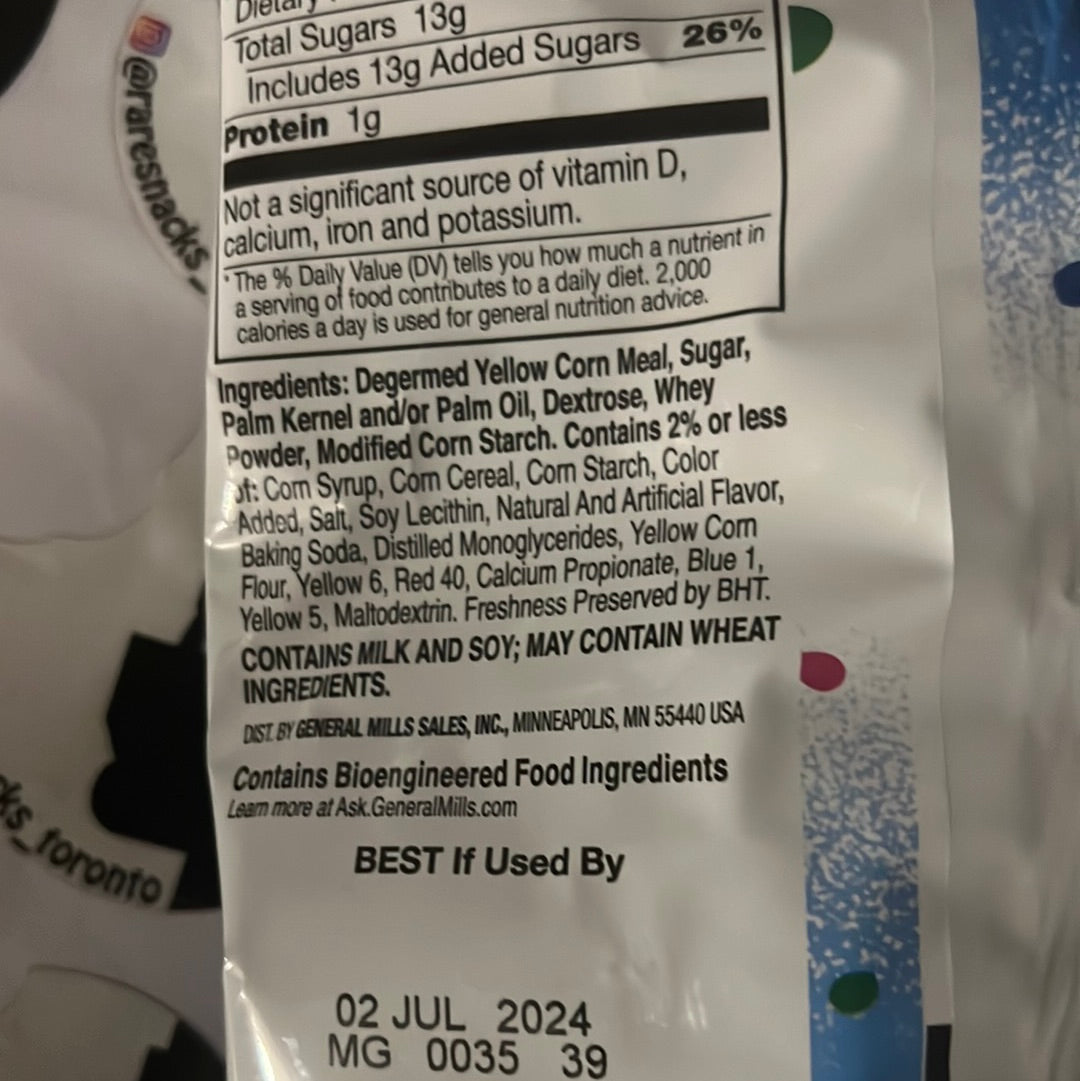 Dietary
Total Sugars 13g
Includes 13g Added Sugars 26%
Protein 1g
Not a significant source of vitamin D,
calcium, iron and potassium.
*The % Daily Value (DV) tells you how much a nutrient in
a serving of food contributes to a daily diet. 2,000
calories a day is used for general nutrition advice.
Ingredients: Degermed Yellow Corn Meal, Sugar,
Palm Kernel and/or Palm Oil, Dextrose, Whey
Powder, Modified Corn Starch. Contains 2% or less
of: Corn Syrup, Corn Cereal, Corn Starch, Color
Added, Salt, Soy Lecithin, Natural And Artificial Flavor,
Baking Soda, Distilled Monoglycerides, Yellow Corn
Flour, Yellow 6, Red 40, Calcium Propionate, Blue 1,
Yellow 5, Maltodextrin. Freshness Preserved by BHT.
CONTAINS MILK AND SOY; MAY CONTAIN WHEAT
INGREDIENTS.
DIST. BY GENERAL MILLS SALES, INC., MINNEAPOLIS, MN 55440 USA
Contains Bioengineered Food Ingredients
Learn more at Ask.GeneralMills.com
BEST If Used By
02 JUL 2024
MG 0035 39
@raresnacks_
ks_toronto